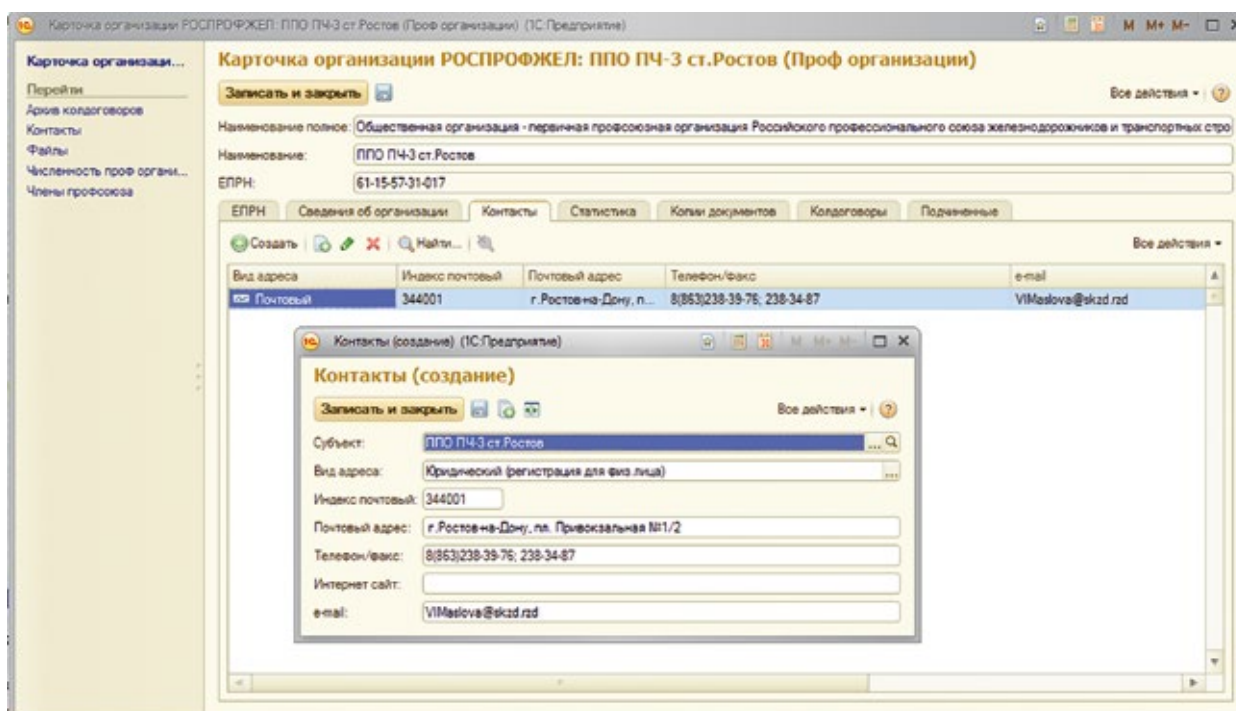 Карточка организации РОСПРОФЖЕЛ: ППО ПЧ-3 ст.Ростов (Проф организации) (1С:Предприятие)
M M+ M-
Карточка организаци...
Перейти
Архив колдоговоров
Контакты
Файлы
Численность проф органи...
Члены профсоюза
Карточка организации РОСПРОФЖЕЛ: ППО ПЧ-3 ст.Ростов (Проф организации)
Записать и закрыть Все действия
Наименование полное: Общественная организация - первичная профсоюзная организация Российского профессионального союза железнодорожников и транспортных стро
Наименование: ППО ПЧ-3 ст.Ростов
ЕПРН: 61-15-57-31-017
ЕПРН Сведения об организации Контакты Статистика Копии документов Колдоговоры Подчиненные
Создать Найти... Все действия
Вид адреса Индекс почтовый Почтовый адрес Телефон/факс e-mail
Почтовый 344001 г.Ростов-на-Дону, п... 8(863)238-39-76; 238-34-87 VIMaslova@skzd.rzd
Контакты (создание) (1С:Предприятие) M M+ M-
Контакты (создание)
Записать и закрыть Все действия
Субъект: ППО ПЧ-3 ст.Ростов ...
Вид адреса: Юридический (регистрация для физ.лица) ...
Индекс почтовый: 344001
Почтовый адрес: г.Ростов-на-Дону, пл. Привокзальная №1/2
Телефон/факс: 8(863)238-39-76; 238-34-87
Интернет сайт:
e-mail: VIMaslova@skzd.rzd